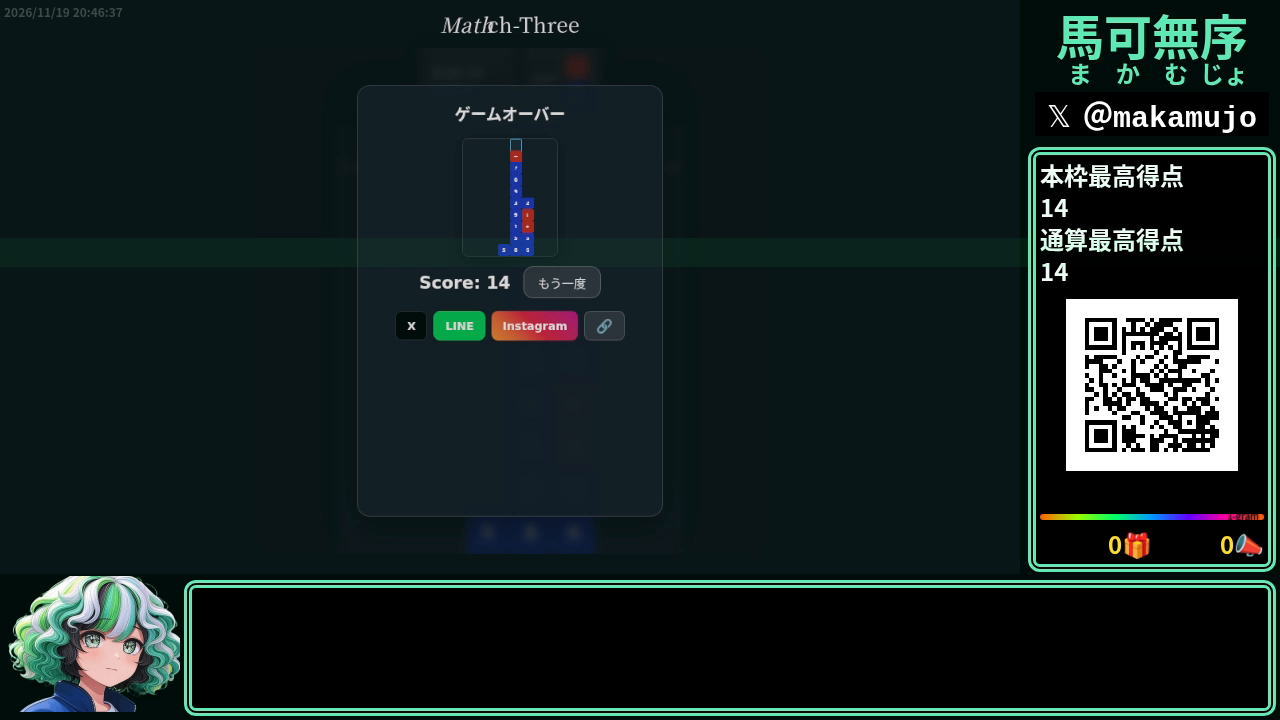 2026/11/19 20:46:37
Mathch-Three
ゲームオーバー
Score: 14
もう一度
X
LINE
Instagram
馬可無序
ま か む じょ
𝕏 @makamujo
本枠最高得点
14
通算最高得点
14
0
0